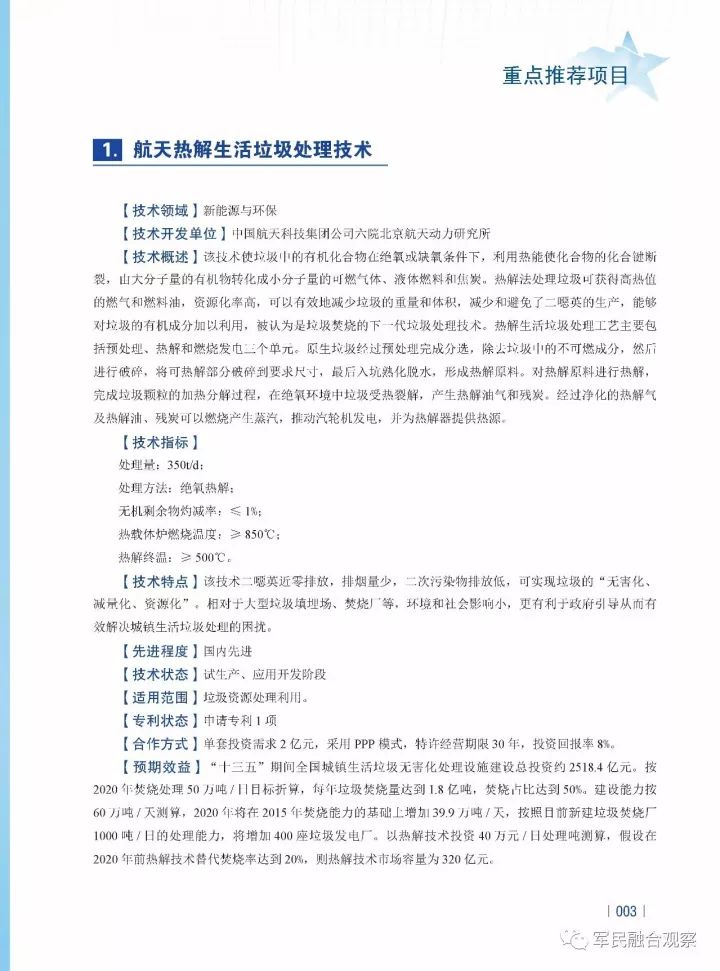 重点推荐项目
1. 航天热解生活垃圾处理技术
【技术领域】新能源与环保
【技术开发单位】中国航天科技集团公司六院北京航天动力研究所
【技术概述】该技术使垃圾中的有机化合物在绝氧或缺氧条件下，利用热能使化合物的化合键断
裂，由大分子量的有机物转化成小分子量的可燃气体、液体燃料和焦炭。热解法处理垃圾可获得高热值
的燃气和燃料油，资源化率高，可以有效地减少垃圾的重量和体积，减少和避免了二噁英的生产，能够
对垃圾的有机成分加以利用，被认为是垃圾焚烧的下一代垃圾处理技术。热解生活垃圾处理工艺主要包
括预处理、热解和燃烧发电三个单元。原生垃圾经过预处理完成分选，除去垃圾中的不可燃成分，然后
进行破碎，将可热解部分破碎到要求尺寸，最后入坑熟化脱水，形成热解原料。对热解原料进行热解，
完成垃圾颗粒的加热分解过程，在绝氧环境中垃圾受热裂解，产生热解油气和残炭。经过净化的热解气
及热解油、残炭可以燃烧产生蒸汽，推动汽轮机发电，并为热解器提供热源。
【技术指标】
处理量：350t/d；
处理方法：绝氧热解；
无机剩余物灼减率：≤ 1%；
热载体炉燃烧温度：≥ 850℃；
热解终温：≥ 500℃。
【技术特点】该技术二噁英近零排放，排烟量少，二次污染物排放低，可实现垃圾的“无害化、
减量化、资源化”。相对于大型垃圾填埋场、焚烧厂等，环境和社会影响小，更有利于政府引导从而有
效解决城镇生活垃圾处理的困扰。
【先进程度】国内先进
【技术状态】试生产、应用开发阶段
【适用范围】垃圾资源处理利用。
【专利状态】申请专利 1 项
【合作方式】单套投资需求 2 亿元，采用 PPP 模式，特许经营期限 30 年，投资回报率 8%。
【预期效益】“十三五”期间全国城镇生活垃圾无害化处理设施建设总投资约 2518.4 亿元。按
2020 年焚烧处理 50 万吨 / 日目标折算，每年垃圾焚烧量达到 1.8 亿吨，焚烧占比达到 50%。建设能力按
60 万吨 / 天测算，2020 年将在 2015 年焚烧能力的基础上增加 39.9 万吨 / 天，按照目前新建垃圾焚烧厂
1000 吨 / 日的处理能力，将增加 400 座垃圾发电厂。以热解技术投资 40 万元 / 日处理吨测算，假设在
2020 年前热解技术替代焚烧率达到 20%，则热解技术市场容量为 320 亿元。
| 003 |
军民融合观察